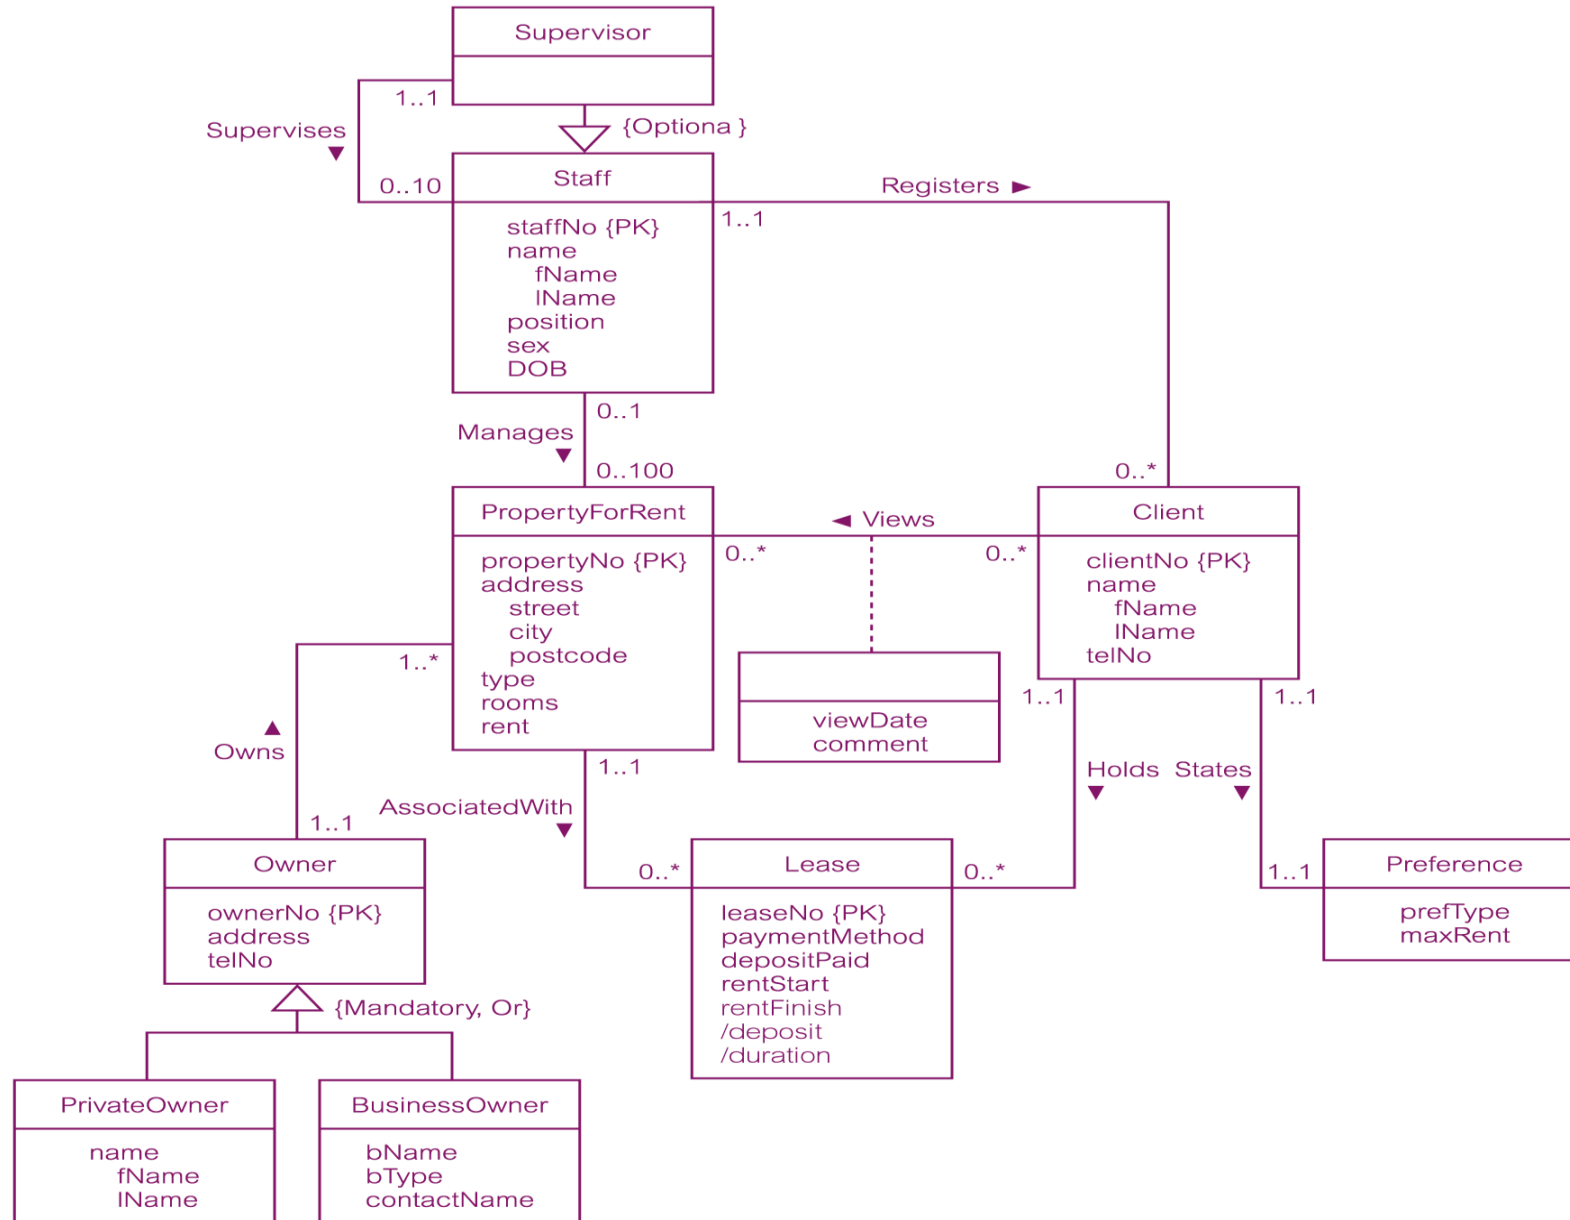 Supervisor
1..1
Supervises
▼
{Optiona }
0..10
Staff
Registers ►
1..1
staffNo {PK}
name
fName
lName
position
sex
DOB
0..1
Manages
▼
0..100
0..*
PropertyForRent
◄ Views
Client
0..*
0..*
propertyNo {PK}
address
street
city
postcode
type
rooms
rent
clientNo {PK}
name
fName
lName
telNo
1..*
▲
Owns
1..1
viewDate
comment
1..1
1..1
1..1
AssociatedWith
▼
Holds
▼
States
▼
Owner
0..*
Lease
0..*
1..1
Preference
ownerNo {PK}
address
telNo
leaseNo {PK}
paymentMethod
depositPaid
rentStart
rentFinish
/deposit
/duration
prefType
maxRent
{Mandatory, Or}
PrivateOwner
name
fName
lName
BusinessOwner
bName
bType
contactName